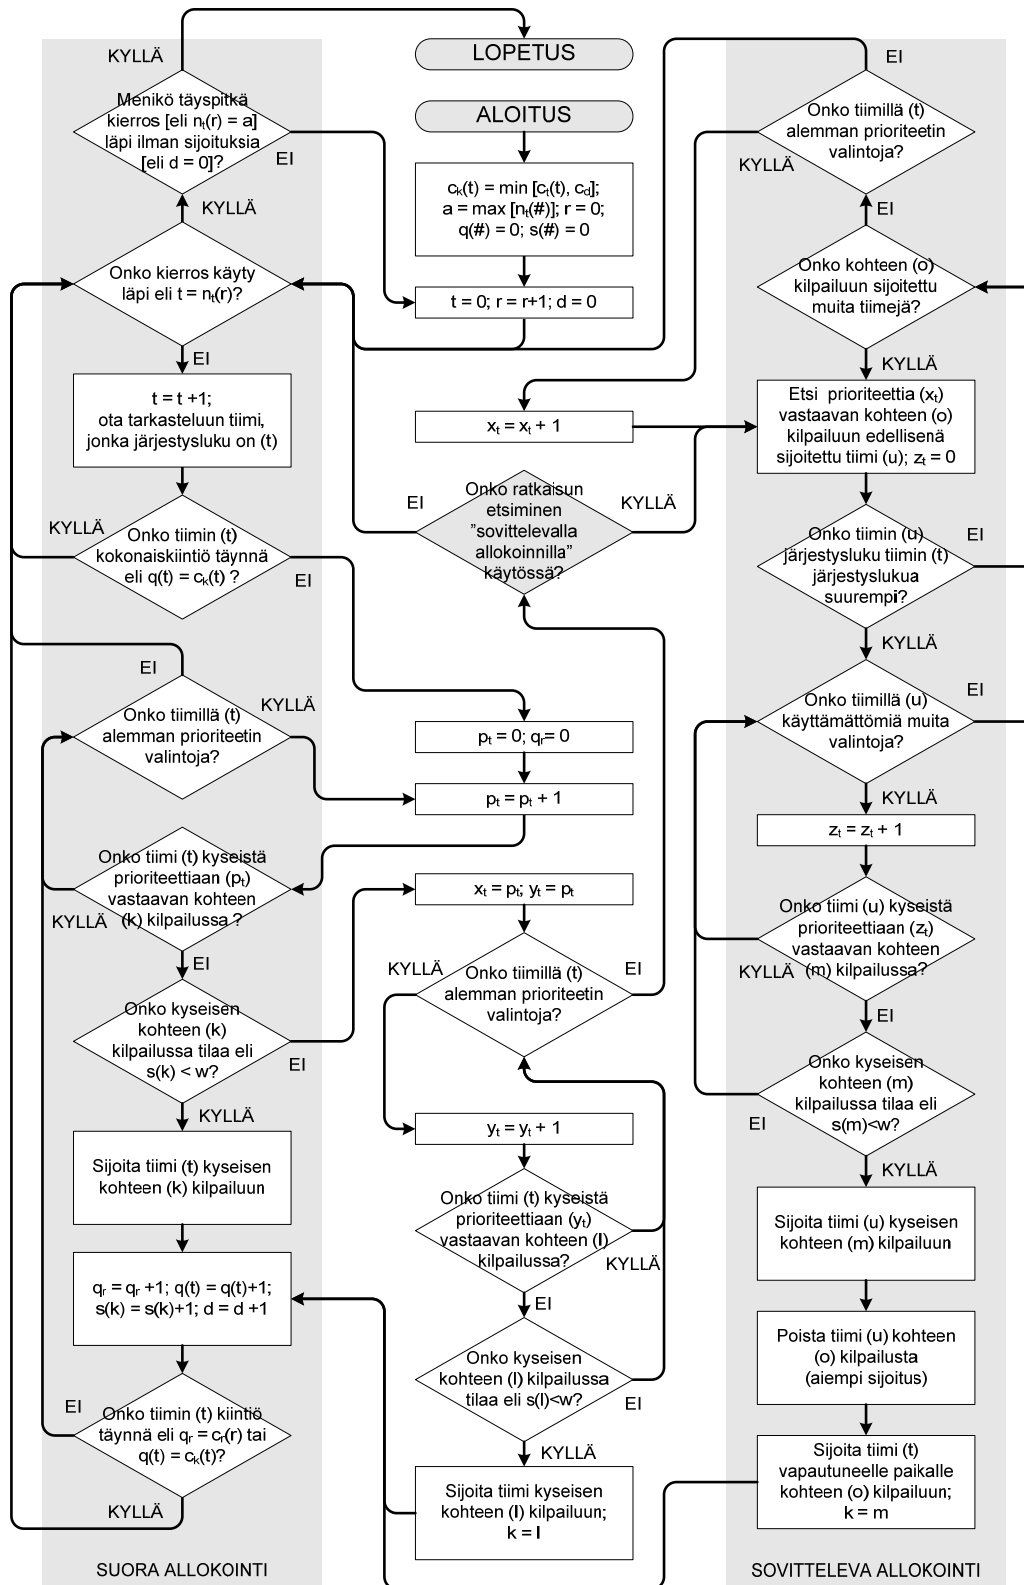 KYLLÄ
LOPETUS
EI
Menikö täyspitkä
kierros [eli nₜ(r) = a]
läpi ilman sijoituksia
[eli d = 0]?
EI
ALOITUS
Onko tiimillä (t)
alemman prioriteetin
valintoja?
KYLLÄ
cₖ(t) = min [cₜ(t), c_d];
a = max [nₜ(#)]; r = 0;
q(#) = 0; s(#) = 0
KYLLÄ
EI
Onko kierros käyty
läpi eli t = nₜ(r)?
t = 0; r = r+1; d = 0
Onko kohteen (o)
kilpailuun sijoitettu
muita tiimejä?
EI
KYLLÄ
t = t +1;
ota tarkasteluun tiimi,
jonka järjestysluku on (t)
xₜ = xₜ + 1
Etsi prioriteettia (xₜ)
vastaavan kohteen (o)
kilpailuun edellisenä
sijoitettu tiimi (u); zₜ = 0
KYLLÄ
Onko tiimin (t)
kokonaiskiintiö täynnä
eli q(t) = cₖ(t) ?
EI
EI
Onko ratkaisun
etsiminen
”sovittelevalla
allokoinnilla”
käytössä?
KYLLÄ
Onko tiimin (u)
järjestysluku tiimin (t)
järjestyslukua
suurempi?
EI
KYLLÄ
EI
Onko tiimillä (t)
alemman prioriteetin
valintoja?
KYLLÄ
pₜ = 0; qᵣ= 0
pₜ = pₜ + 1
Onko tiimillä (u)
käyttämättömiä muita
valintoja?
EI
KYLLÄ
zₜ = zₜ + 1
Onko tiimi (t) kyseistä
prioriteettiaan (pₜ)
vastaavan kohteen
(k) kilpailussa ?
KYLLÄ
EI
xₜ = pₜ; yₜ = pₜ
Onko tiimi (u) kyseistä
prioriteettiaan (zₜ)
vastaavan kohteen
(m) kilpailussa?
KYLLÄ
EI
KYLLÄ
Onko tiimillä (t)
alemman prioriteetin
valintoja?
EI
Onko kyseisen
kohteen (k)
kilpailussa tilaa eli
s(k) < w?
EI
KYLLÄ
Onko kyseisen
kohteen (m)
kilpailussa tilaa eli
s(m)<w?
EI
KYLLÄ
yₜ = yₜ + 1
Sijoita tiimi (t) kyseisen
kohteen (k) kilpailuun
Onko tiimi (t) kyseistä
prioriteettiaan (yₜ)
vastaavan kohteen (l)
kilpailussa?
KYLLÄ
EI
Sijoita tiimi (u) kyseisen
kohteen (m) kilpailuun
qᵣ = qᵣ +1; q(t) = q(t)+1;
s(k) = s(k)+1; d = d +1
Poista tiimi (u) kohteen
(o) kilpailusta
(aiempi sijoitus)
Onko kyseisen
kohteen (l) kilpailussa
tilaa eli s(l)<w?
EI
KYLLÄ
EI
Onko tiimin (t) kiintiö
täynnä eli qᵣ = cᵣ(r) tai
q(t) = cₖ(t)?
KYLLÄ
Sijoita tiimi kyseisen
kohteen (l) kilpailuun;
k = l
Sijoita tiimi (t)
vapautuneelle paikalle
kohteen (o) kilpailuun;
k = m
SUORA ALLOKOINTI
SOVITTELEVA ALLOKOINTI